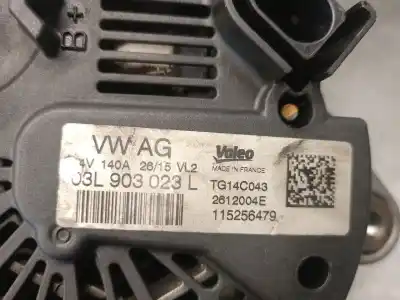 B+
VW AG
4V 140A 26/15 VL2
03L 903 023 L
Valeo
MADE IN FRANCE
TG14C043
2612004E
115256479